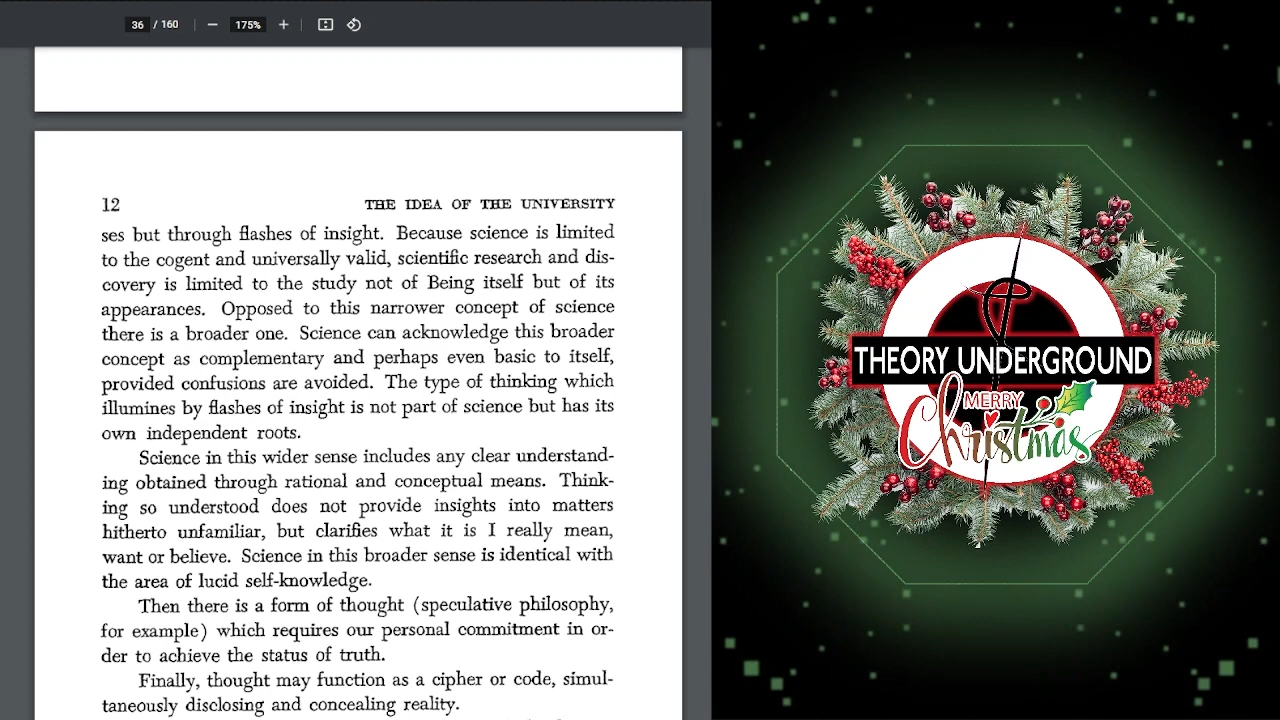 36 / 160
175%
12 THE IDEA OF THE UNIVERSITY
ses but through flashes of insight. Because science is limited
to the cogent and universally valid, scientific research and dis-
covery is limited to the study not of Being itself but of its
appearances. Opposed to this narrower concept of science
there is a broader one. Science can acknowledge this broader
concept as complementary and perhaps even basic to itself,
provided confusions are avoided. The type of thinking which
illumines by flashes of insight is not part of science but has its
own independent roots.
Science in this wider sense includes any clear understand-
ing obtained through rational and conceptual means. Think-
ing so understood does not provide insights into matters
hitherto unfamiliar, but clarifies what it is I really mean,
want or believe. Science in this broader sense is identical with
the area of lucid self-knowledge.
Then there is a form of thought (speculative philosophy,
for example) which requires our personal commitment in or-
der to achieve the status of truth.
Finally, thought may function as a cipher or code, simul-
taneously disclosing and concealing reality.
THEORY UNDERGROUND
MERRY
Christmas